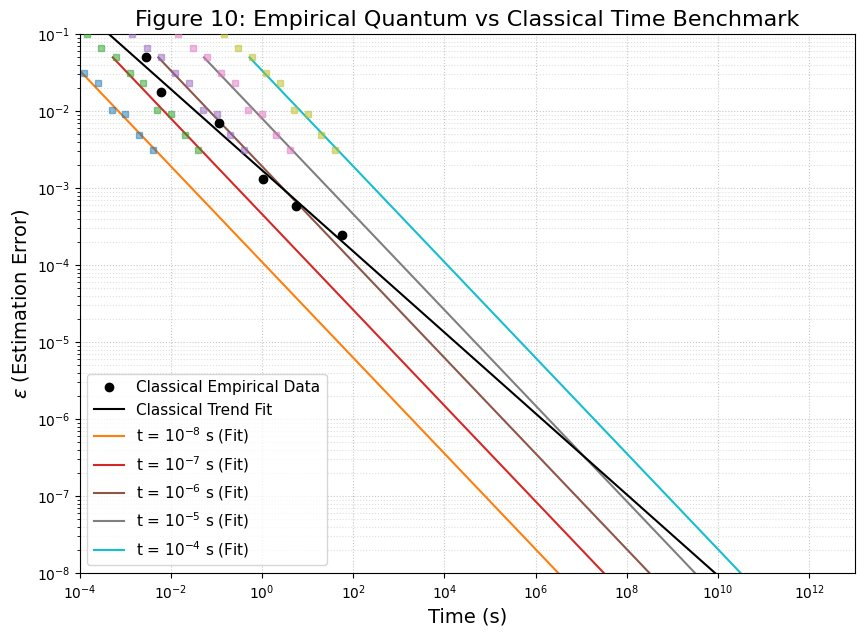 Figure 10: Empirical Quantum vs Classical Time Benchmark
ε (Estimation Error)
10⁻¹
10⁻²
10⁻³
10⁻⁴
10⁻⁵
10⁻⁶
10⁻⁷
10⁻⁸
Classical Empirical Data
Classical Trend Fit
t = 10⁻⁸ s (Fit)
t = 10⁻⁷ s (Fit)
t = 10⁻⁶ s (Fit)
t = 10⁻⁵ s (Fit)
t = 10⁻⁴ s (Fit)
10⁻⁴ 10⁻² 10⁰ 10² 10⁴ 10⁶ 10⁸ 10¹⁰ 10¹²
Time (s)